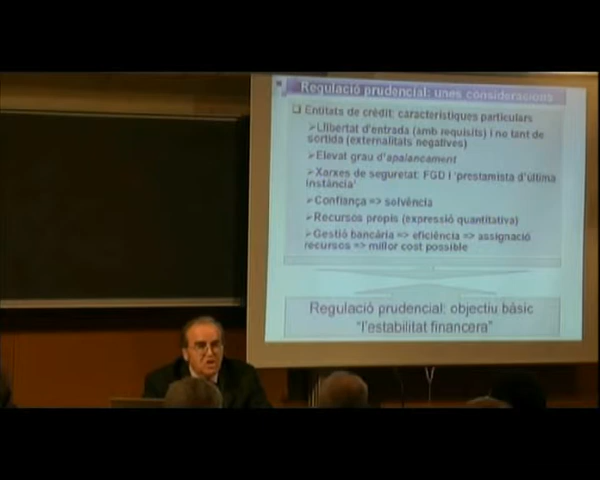 Regulació prudencial: unes consideracions
Entitats de crèdit: característiques particulars
Llibertat d'entrada (amb requisits) i no tant de
sortida (externalitats negatives)
Elevat grau d'apalancament
Xarxes de seguretat: FGD i 'prestamista d'última
instància'
Confiança => solvència
Recursos propis (expressió quantitativa)
Gestió bancària => eficiència => assignació
recursos => millor cost possible
Regulació prudencial: objectiu bàsic
"l'estabilitat financera"